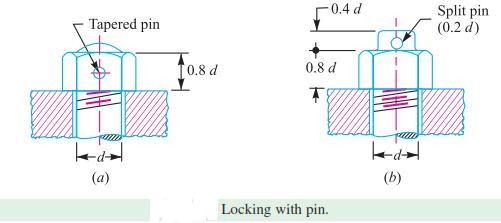 Tapered pin
0.8 d
d
(a)
0.4 d
Split pin
(0.2 d)
0.8 d
d
(b)
Locking with pin.